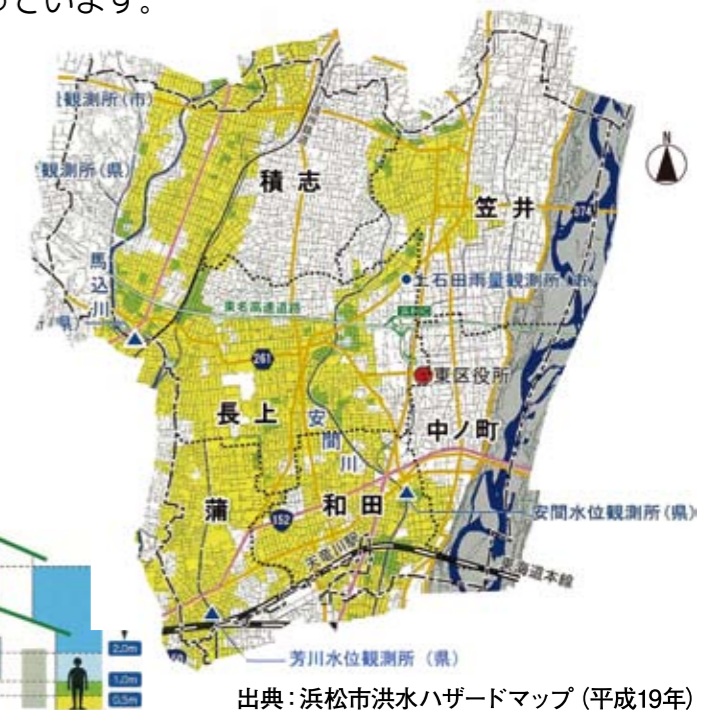 っています。
観測所(市)
観測所(県)
積志
笠井
N
馬込川
県)
上石田雨量観測所
東名高速道路
261
東区役所
長上
安間川
中ノ町
蒲
和田
152
安間水位観測所(県)
天竜川駅
東海道本線
芳川水位観測所(県)
2.0m
1.0m
0.5m
出典:浜松市洪水ハザードマップ(平成19年)